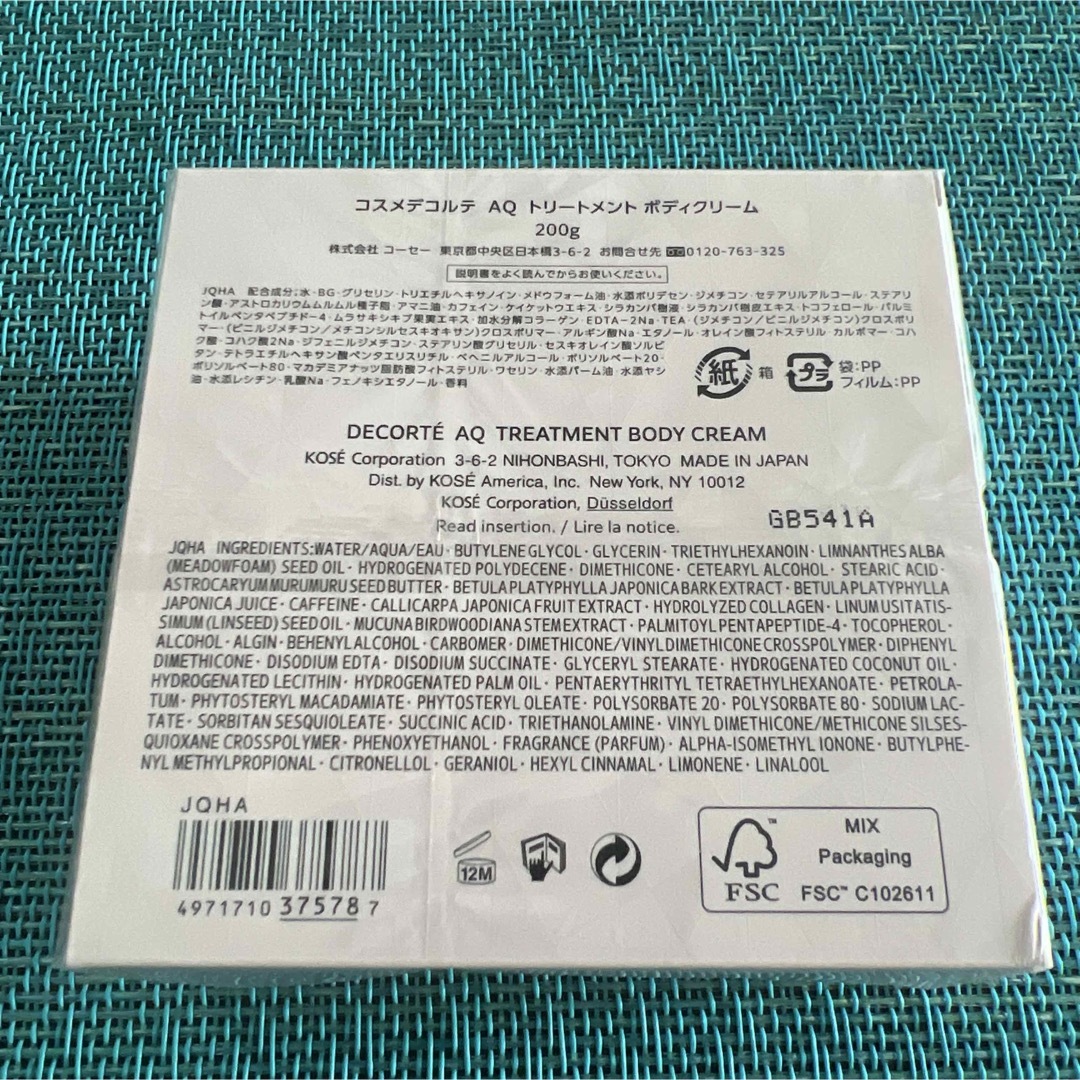 コスメデコルテ AQ トリートメント ボディクリーム
200g
株式会社 コーセー 東京都中央区日本橋3-6-2 お問合せ先 0120-763-325
説明書をよく読んでからお使いください。
JQHA 配合成分:水・BG・グリセリン・トリエチルヘキサノイン・メドウフォーム油・水添ポリデセン・ジメチコン・セテアリルアルコール・ステアリ
ン酸・アストロカリウムムルムル種子脂・アマニ油・カフェイン・ケイケットウエキス・シラカンバ樹液・シラカンバ樹皮エキス・トコフェロール・パルミ
トイルペンタペプチド-4・ムラサキシキブ果実エキス・加水分解コラーゲン・EDTA-2Na・TEA・(ジメチコン/ビニルジメチコン)クロスポリ
マー・(ビニルジメチコン/メチコンシルセスキオキサン)クロスポリマー・アルギン酸Na・エタノール・オレイン酸フィトステリル・カルボマー・コハ
ク酸・コハク酸2Na・ジフェニルジメチコン・ステアリン酸グリセリル・セスキオレイン酸ソルビ
タン・テトラエチルヘキサン酸ペンタエリスリチル・ベヘニルアルコール・ポリソルベート20・
ポリソルベート80・マカデミアナッツ脂肪酸フィトステリル・ワセリン・水添パーム油・水添ヤシ
油・水添レシチン・乳酸Na・フェノキシエタノール・香料
紙 箱 プラ 袋:PP
フィルム:PP
DECORTÉ AQ TREATMENT BODY CREAM
KOSÉ Corporation 3-6-2 NIHONBASHI, TOKYO MADE IN JAPAN
Dist. by KOSÉ America, Inc. New York, NY 10012
KOSÉ Corporation, Düsseldorf
Read insertion. / Lire la notice.
GB541A
JQHA INGREDIENTS:WATER/AQUA/EAU・BUTYLENE GLYCOL・GLYCERIN・TRIETHYLHEXANOIN・LIMNANTHES ALBA
(MEADOWFOAM) SEED OIL・HYDROGENATED POLYDECENE・DIMETHICONE・CETEARYL ALCOHOL・STEARIC ACID・
ASTROCARYUM MURUMURU SEED BUTTER・BETULA PLATYPHYLLA JAPONICA BARK EXTRACT・BETULA PLATYPHYLLA
JAPONICA JUICE・CAFFEINE・CALLICARPA JAPONICA FRUIT EXTRACT・HYDROLYZED COLLAGEN・LINUM USITATIS-
SIMUM (LINSEED) SEED OIL・MUCUNA BIRDWOODIANA STEM EXTRACT・PALMITOYL PENTAPEPTIDE-4・TOCOPHEROL・
ALCOHOL・ALGIN・BEHENYL ALCOHOL・CARBOMER・DIMETHICONE/VINYL DIMETHICONE CROSSPOLYMER・DIPHENYL
DIMETHICONE・DISODIUM EDTA・DISODIUM SUCCINATE・GLYCERYL STEARATE・HYDROGENATED COCONUT OIL・
HYDROGENATED LECITHIN・HYDROGENATED PALM OIL・PENTAERYTHRITYL TETRAETHYLHEXANOATE・PETROLA-
TUM・PHYTOSTERYL MACADAMIATE・PHYTOSTERYL OLEATE・POLYSORBATE 20・POLYSORBATE 80・SODIUM LAC-
TATE・SORBITAN SESQUIOLEATE・SUCCINIC ACID・TRIETHANOLAMINE・VINYL DIMETHICONE/METHICONE SILSES-
QUIOXANE CROSSPOLYMER・PHENOXYETHANOL・FRAGRANCE (PARFUM)・ALPHA-ISOMETHYL IONONE・BUTYLPHE-
NYL METHYLPROPIONAL・CITRONELLOL・GERANIOL・HEXYL CINNAMAL・LIMONENE・LINALOOL
JQHA
4971710 37578 7
12M
FSC™
MIX
Packaging
FSC™ C102611